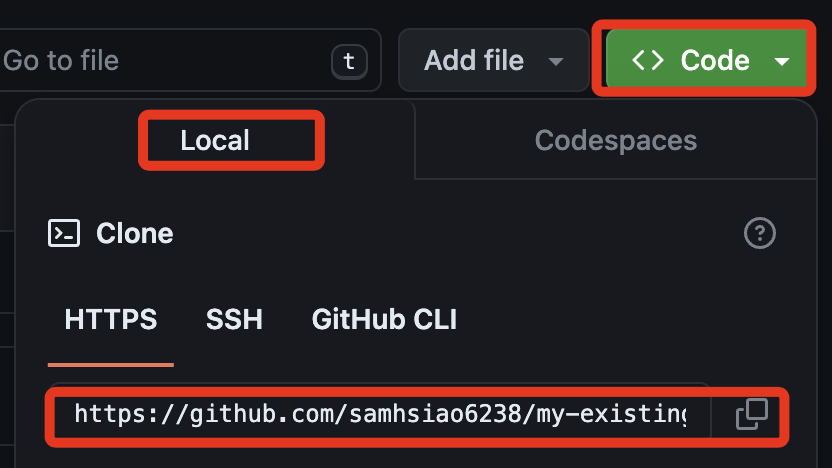 Go to file t Add file <> Code
Local Codespaces
Clone
HTTPS SSH GitHub CLI
https://github.com/samhsiao6238/my-existing